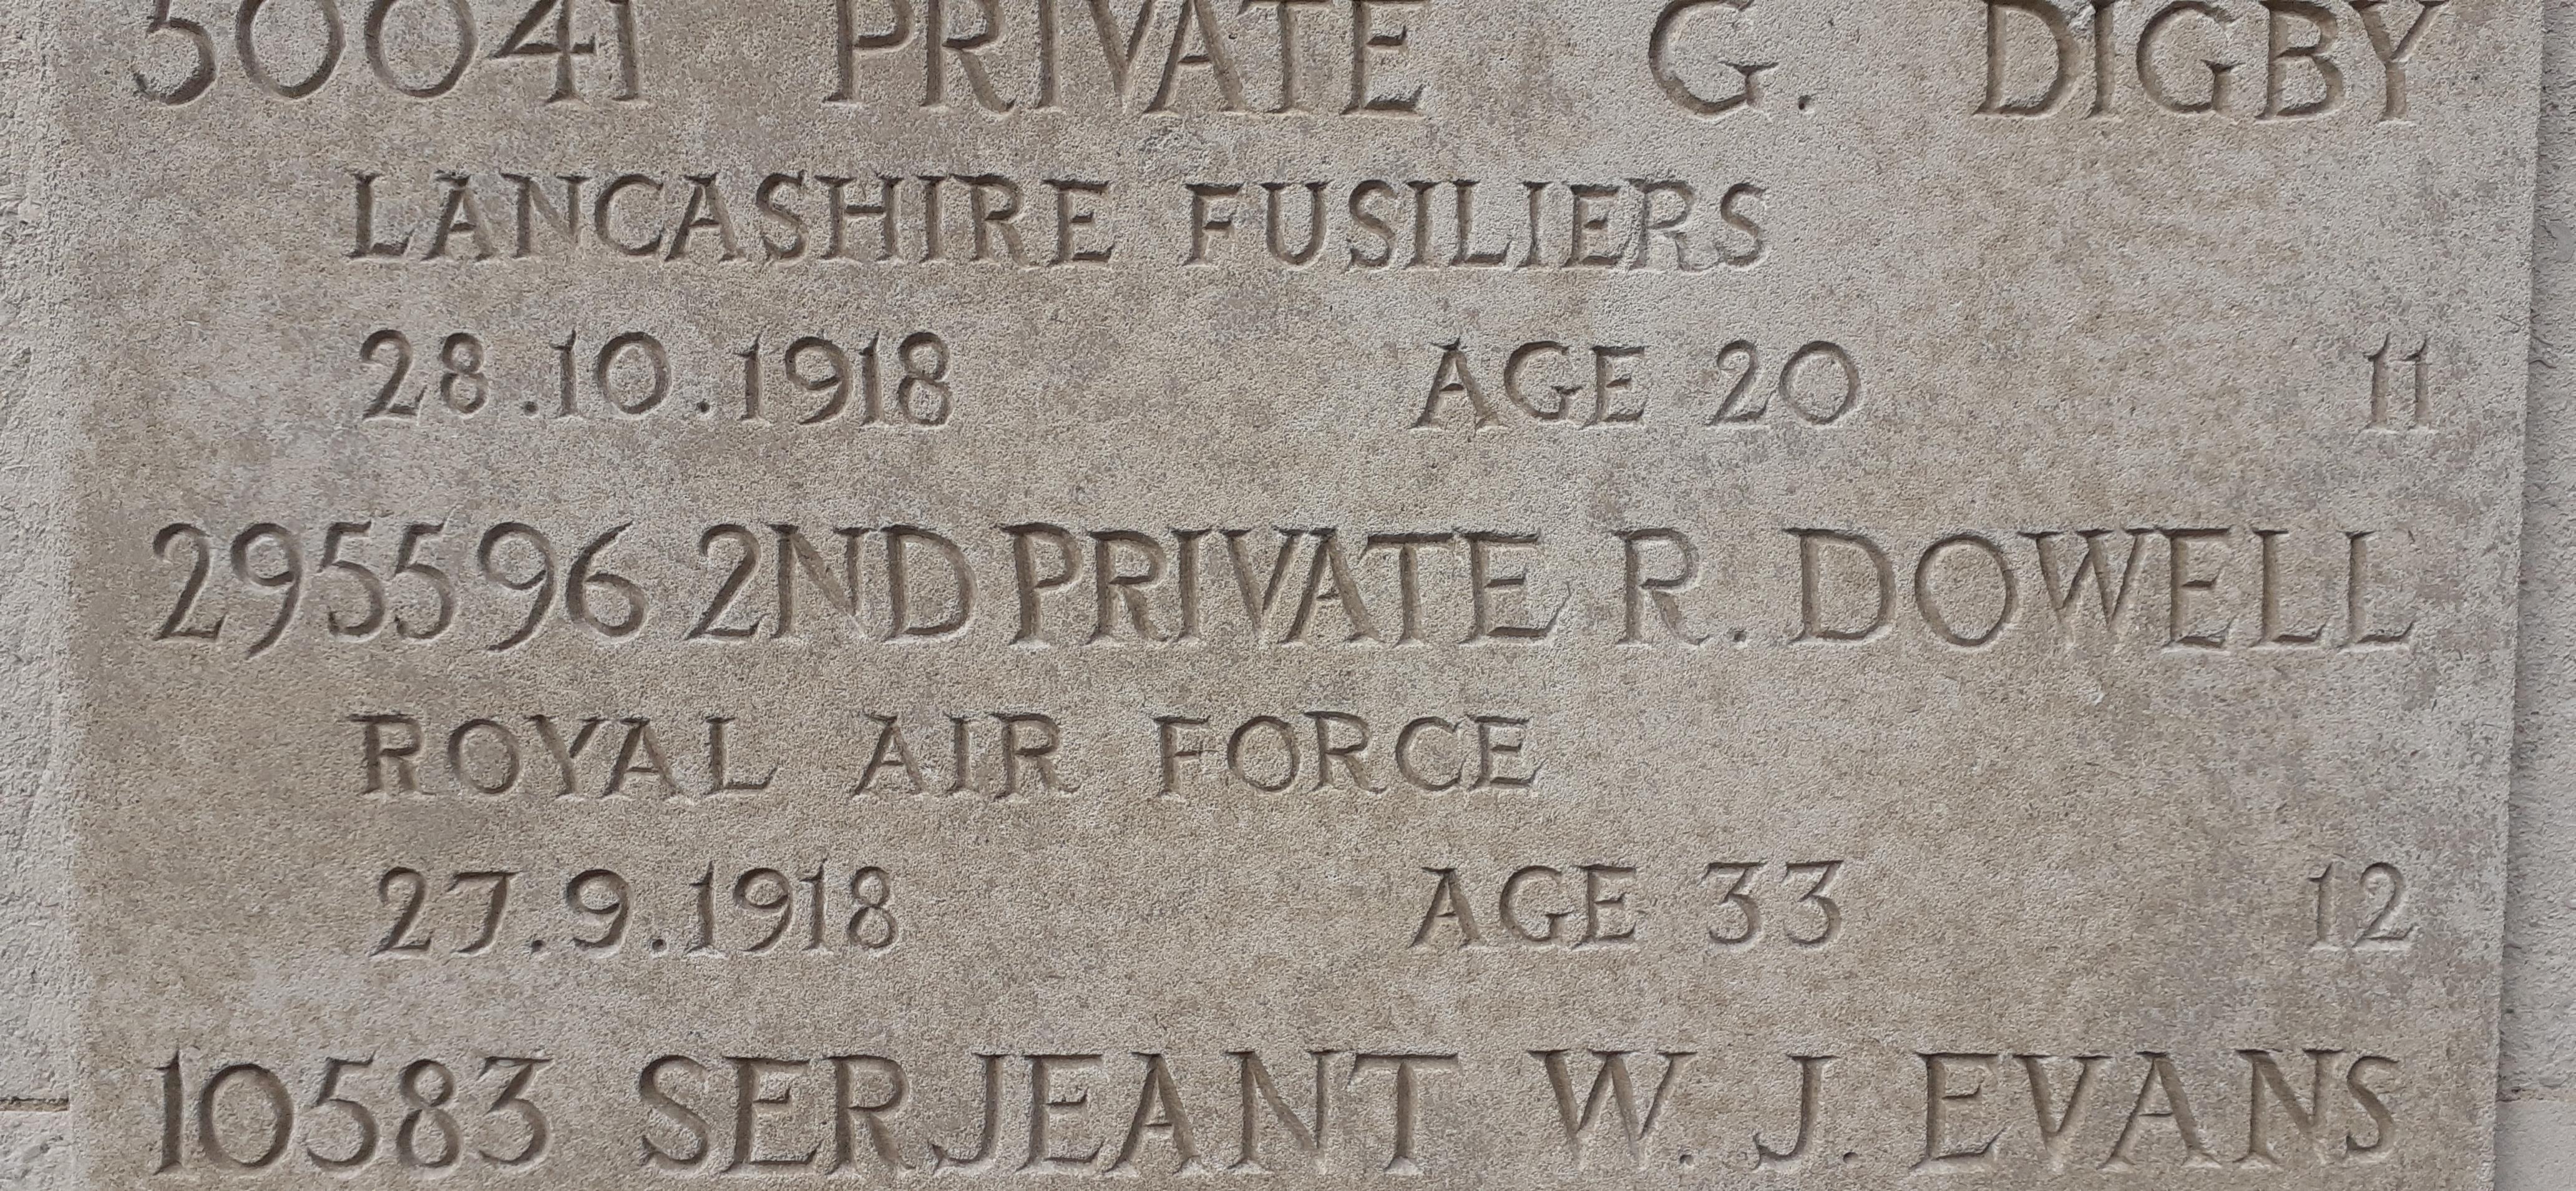 50041 PRIVATE G. DIGBY
LANCASHIRE FUSILIERS
28.10.1918 AGE 20 11
295596 2ND PRIVATE R. DOWELL
ROYAL AIR FORCE
27.9.1918 AGE 33 12
10583 SERJEANT W. J. EVANS